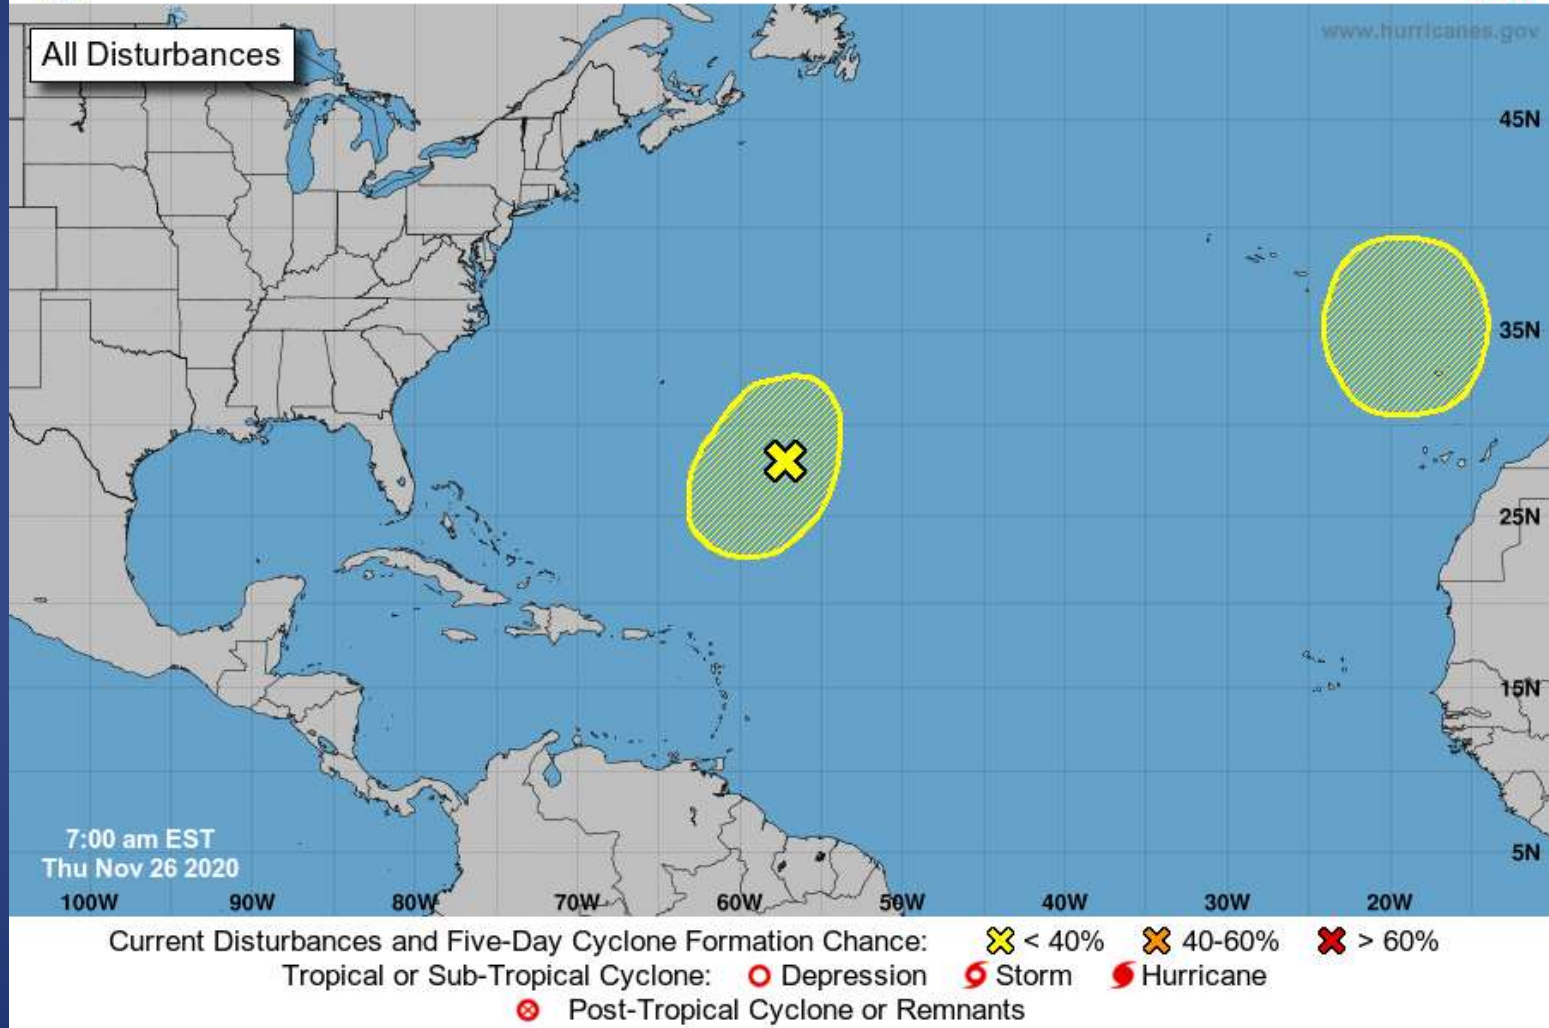 All Disturbances
www.hurricanes.gov
45N
35N
25N
15N
5N
7:00 am EST
Thu Nov 26 2020
100W 90W 80W 70W 60W 50W 40W 30W 20W
Current Disturbances and Five-Day Cyclone Formation Chance: < 40% 40-60% > 60%
Tropical or Sub-Tropical Cyclone: Depression Storm Hurricane
Post-Tropical Cyclone or Remnants